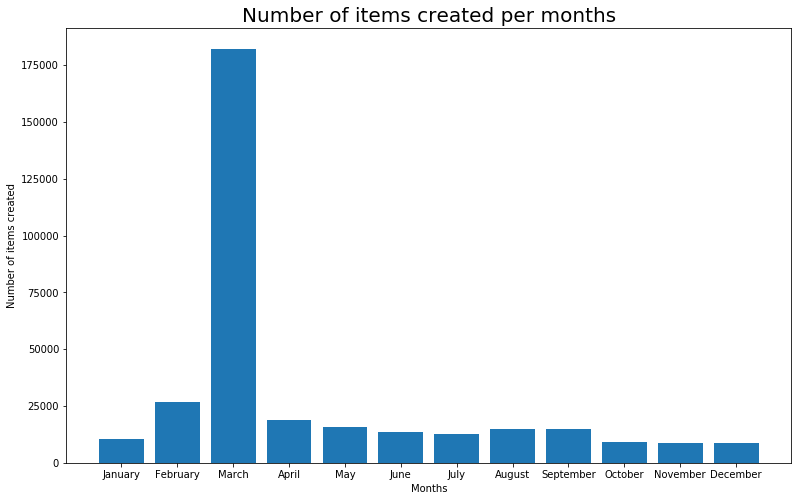 Number of items created per months
Number of items created
175000
150000
125000
100000
75000
50000
25000
0
January February March April May June July August September October November December
Months